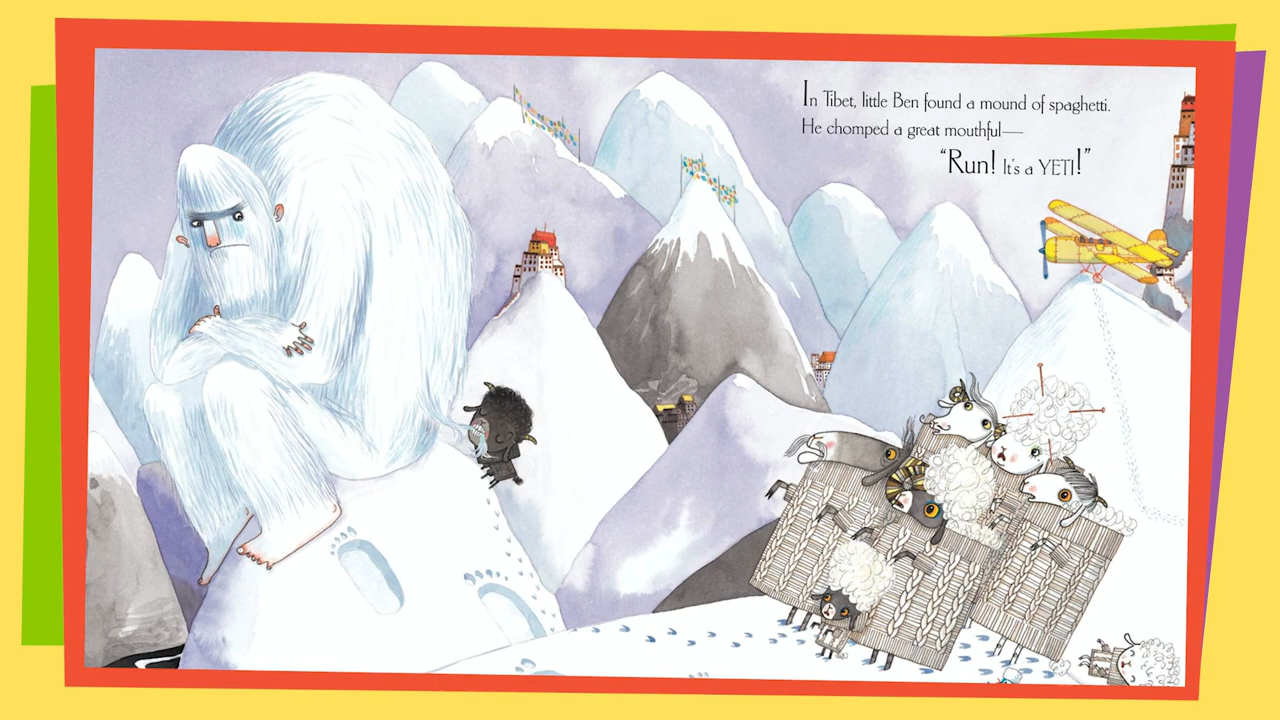 In Tibet, little Ben found a mound of spaghetti.
He chomped a great mouthful—
“Run! It's a YETI!”